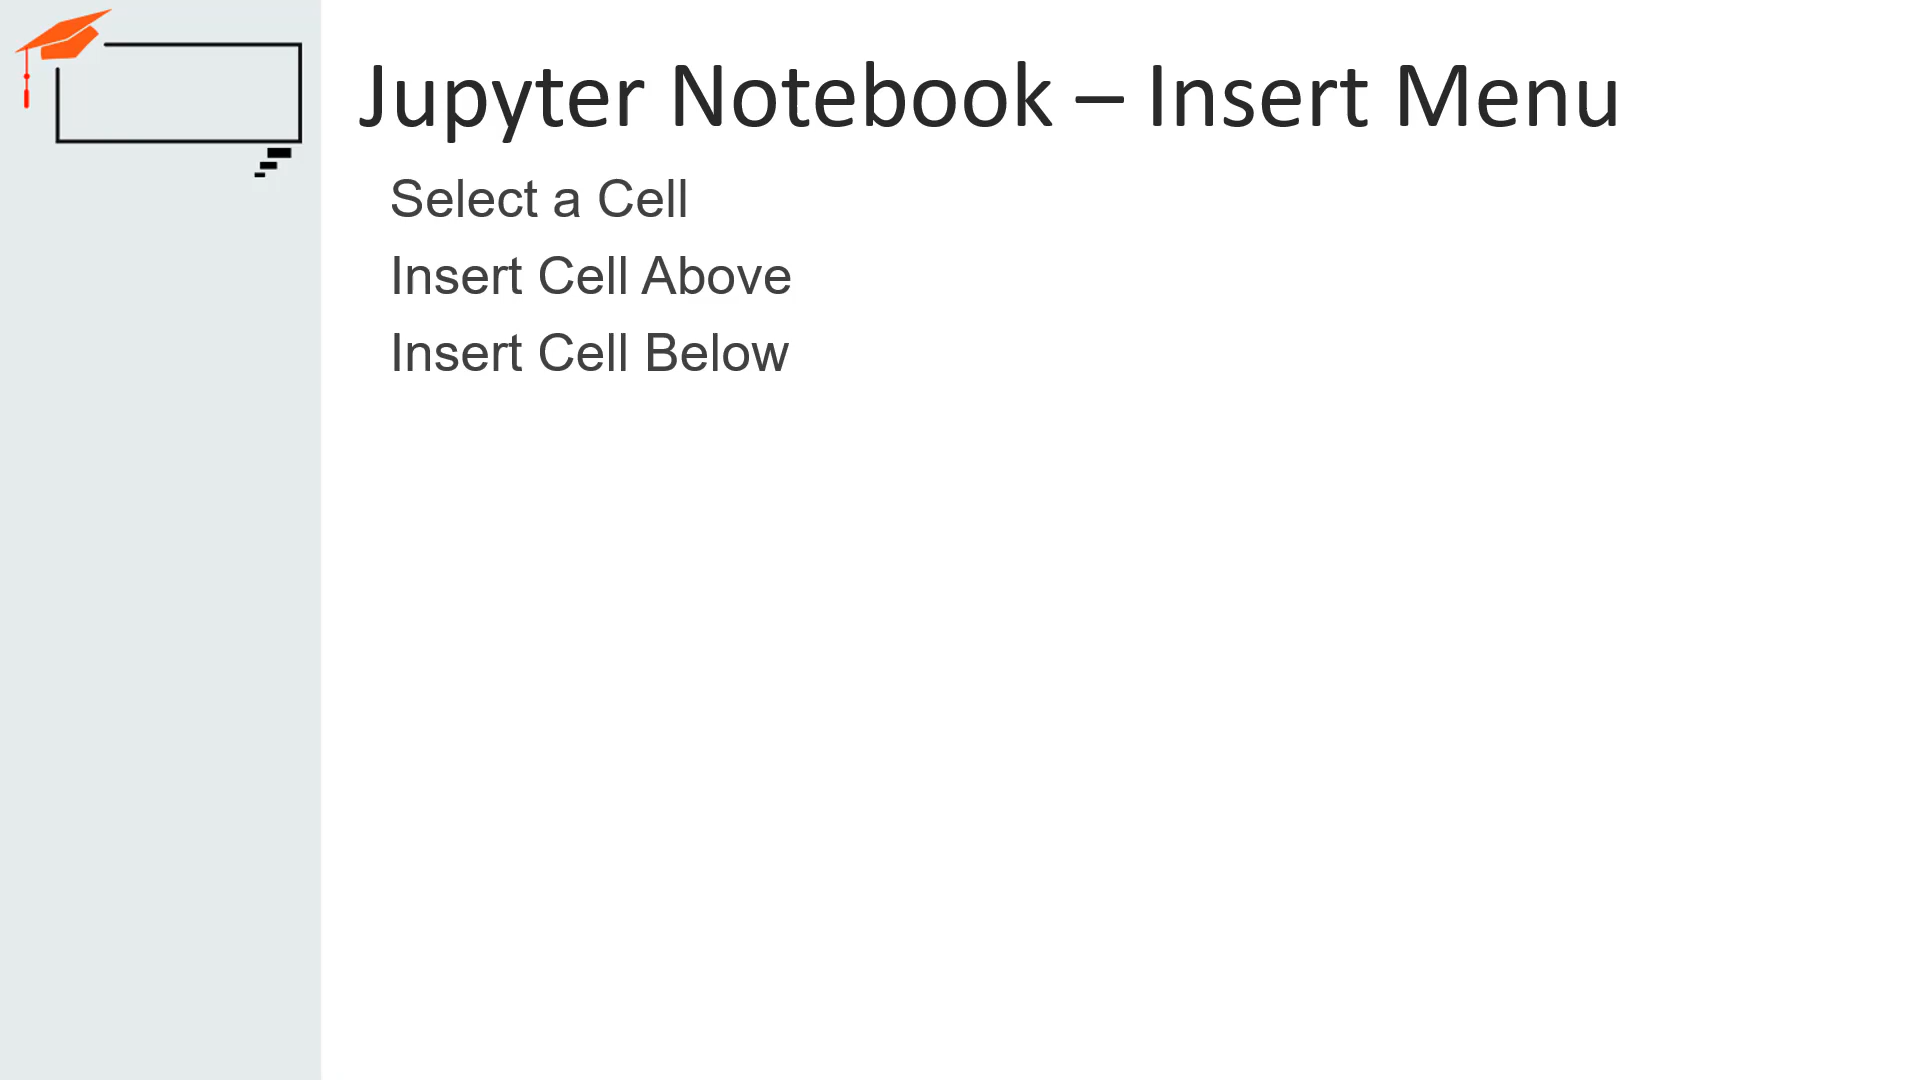 Jupyter Notebook – Insert Menu
Select a Cell
Insert Cell Above
Insert Cell Below